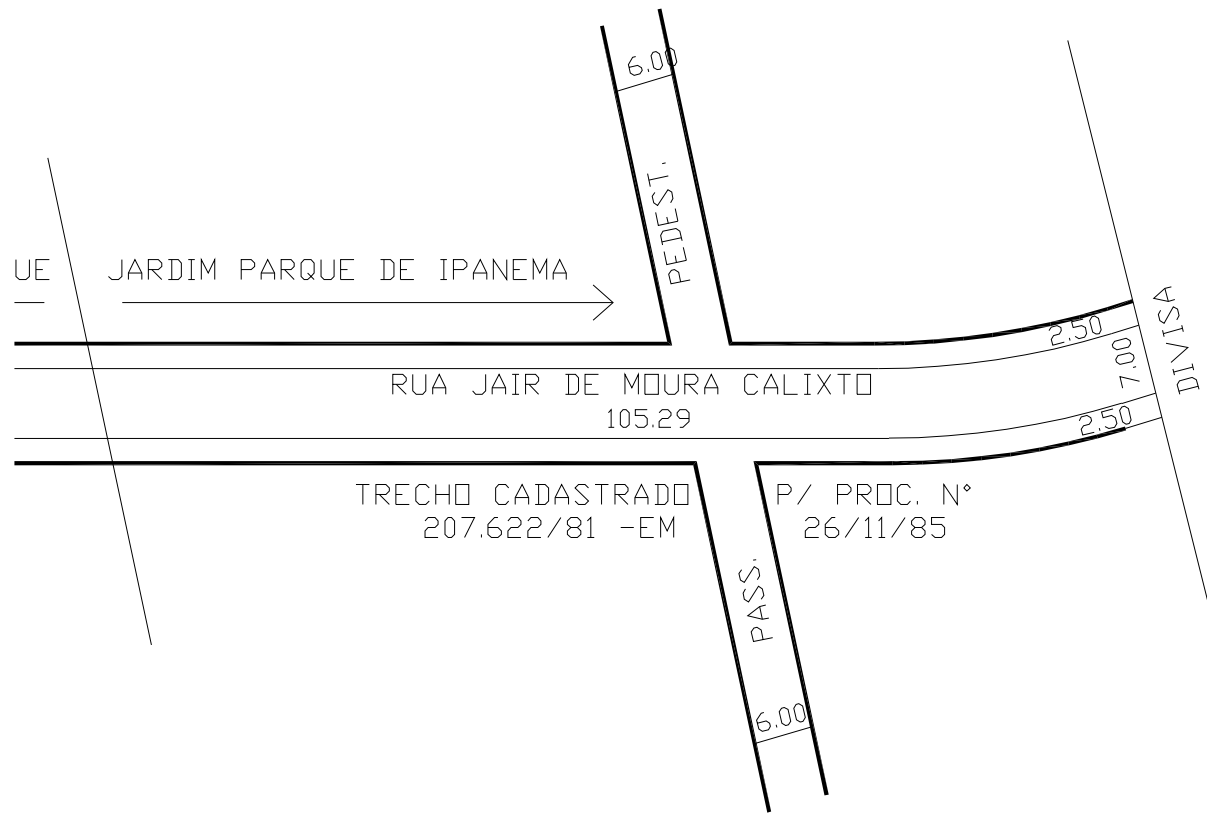 6.00
PEDEST.
UE JARDIM PARQUE DE IPANEMA
2.50
DIVISA
7.00
RUA JAIR DE MOURA CALIXTO
105.29
2.50
TRECHO CADASTRADO P/ PROC. N°
207.622/81 -EM 26/11/85
PASS.
6.00